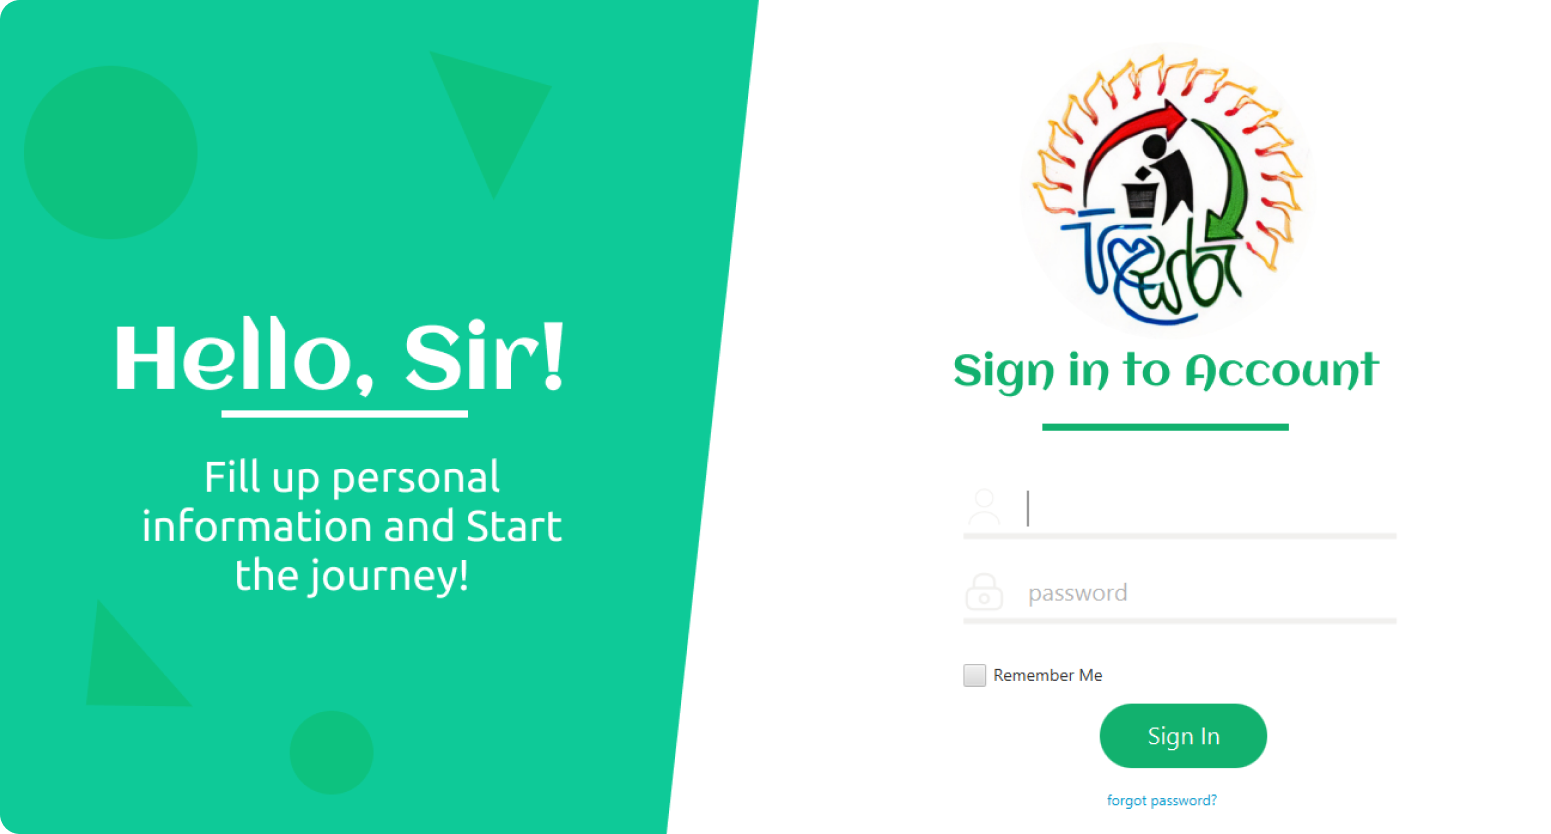 Hello, Sir!
Fill up personal
information and Start
the journey!
Sign in to Account
password
Remember Me
Sign In
forgot password?